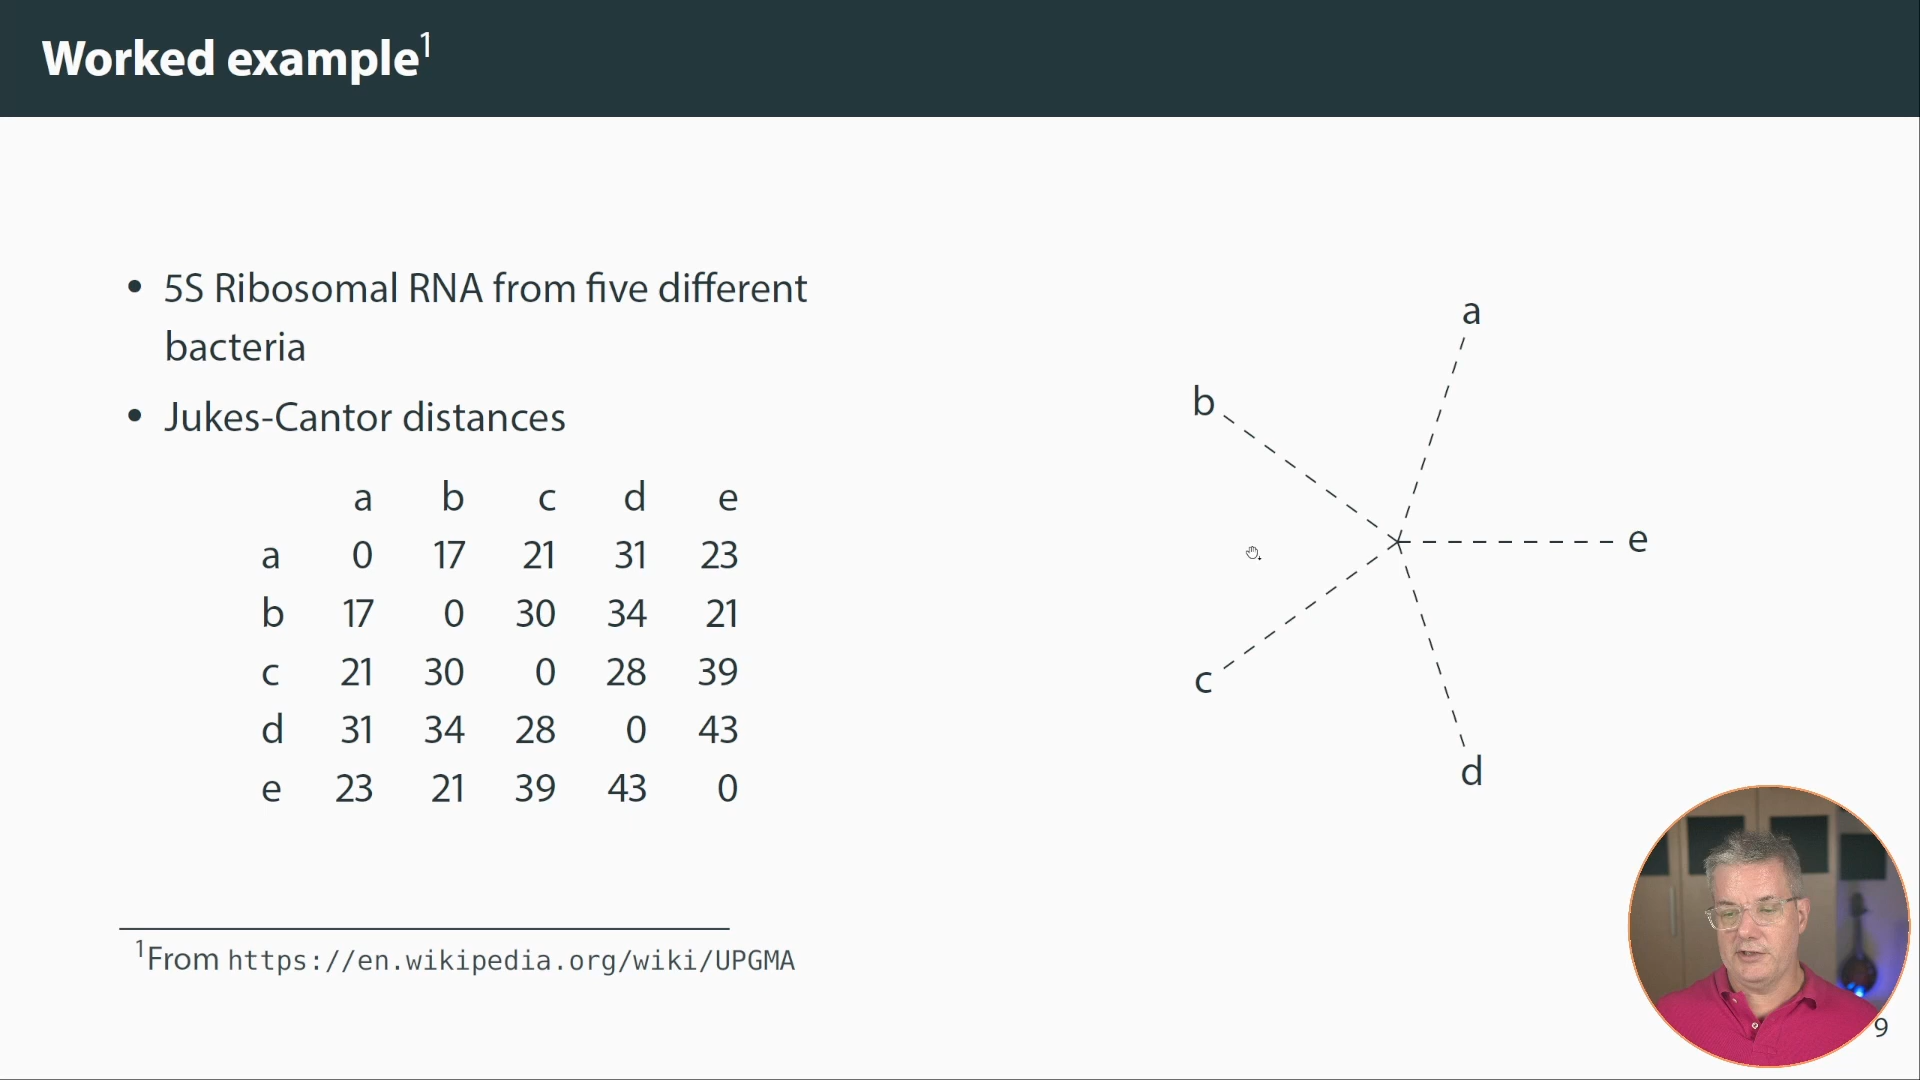 Worked example1
• 5S Ribosomal RNA from five different
bacteria
• Jukes-Cantor distances
a b c d e
a 0 17 21 31 23
b 17 0 30 34 21
c 21 30 0 28 39
d 31 34 28 0 43
e 23 21 39 43 0
1From https://en.wikipedia.org/wiki/UPGMA
a
b
e
c
d
9